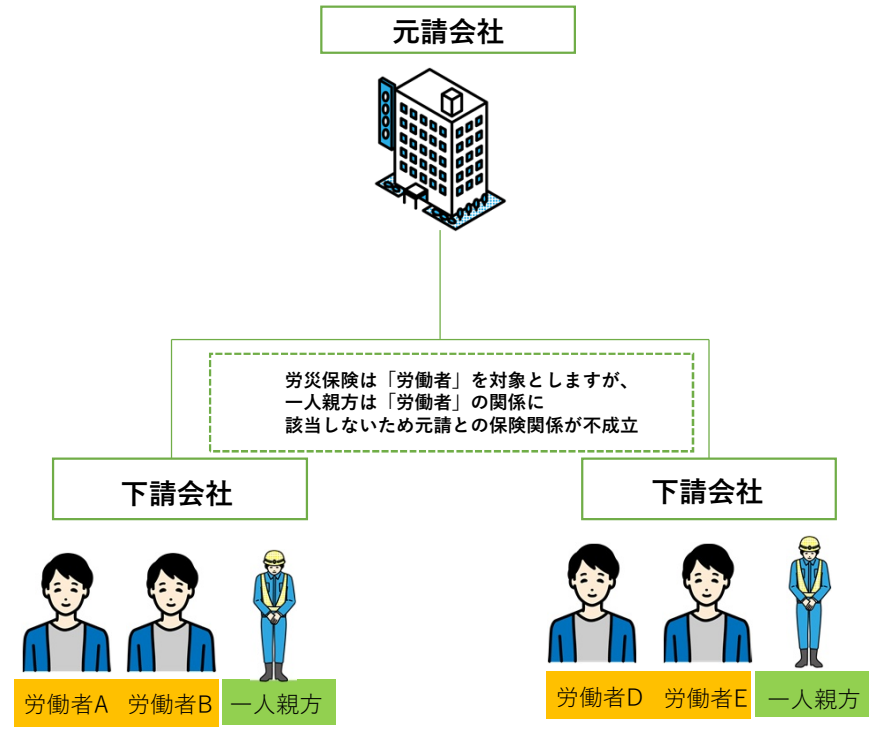 元請会社
労災保険は「労働者」を対象としますが、
一人親方は「労働者」の関係に
該当しないため元請との保険関係が不成立
下請会社
下請会社
労働者A 労働者B 一人親方
労働者D 労働者E 一人親方